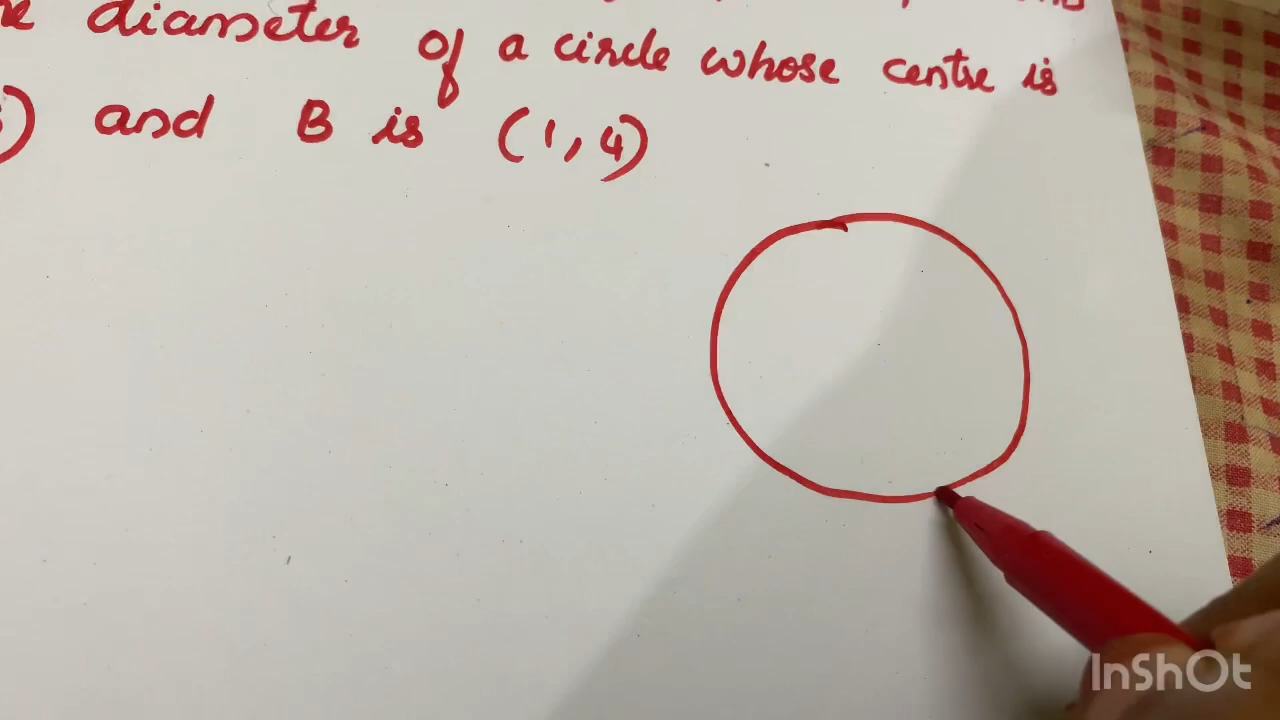 diameter of a circle whose centre is
) and B is (1, 4)
InShOt